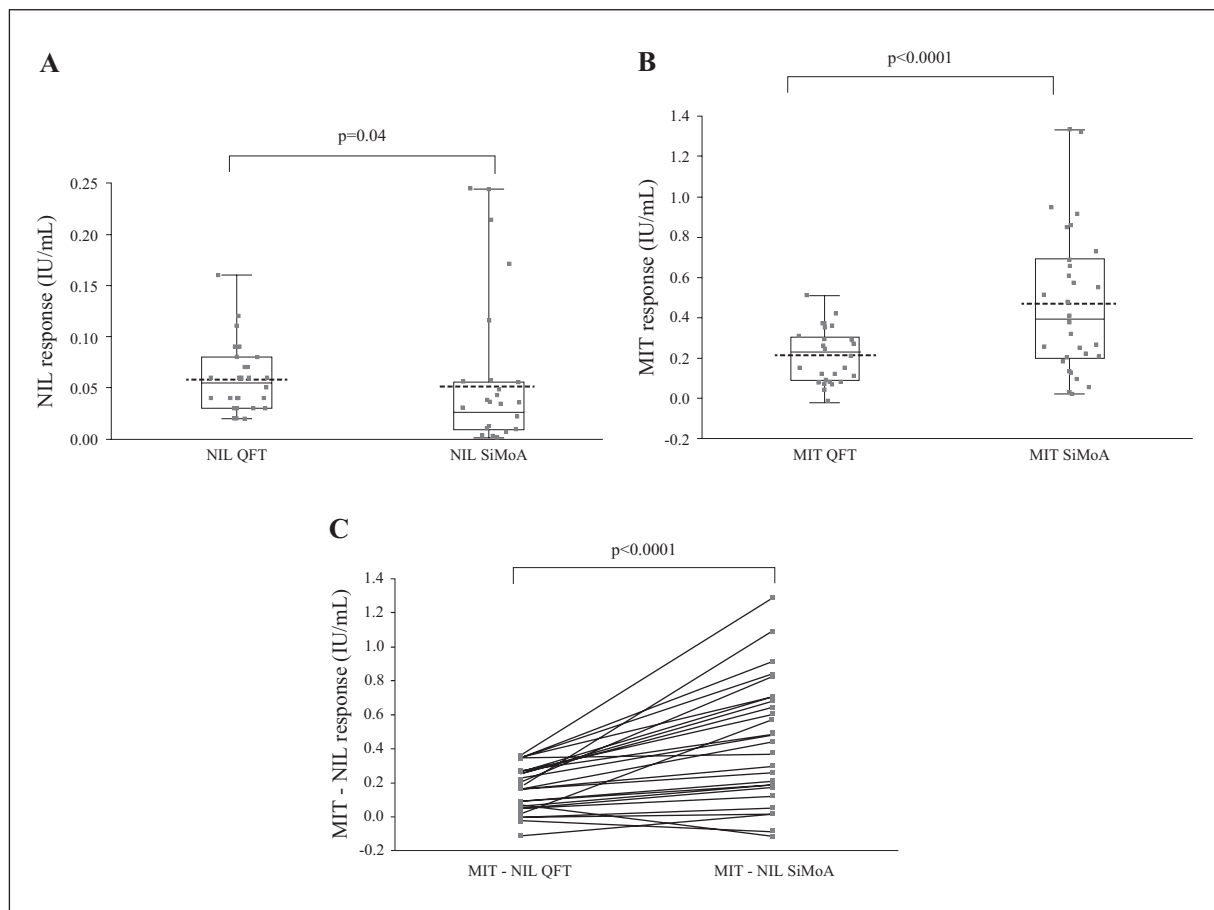 A
p=0.04
NIL response (IU/mL)
0.25
0.20
0.15
0.10
0.05
0.00
NIL QFT
NIL SiMoA
B
p<0.0001
MIT response (IU/mL)
1.4
1.2
1.0
0.8
0.6
0.4
0.2
0.0
-0.2
MIT QFT
MIT SiMoA
C
p<0.0001
MIT - NIL response (IU/mL)
1.4
1.2
1.0
0.8
0.6
0.4
0.2
0.0
-0.2
MIT - NIL QFT
MIT - NIL SiMoA